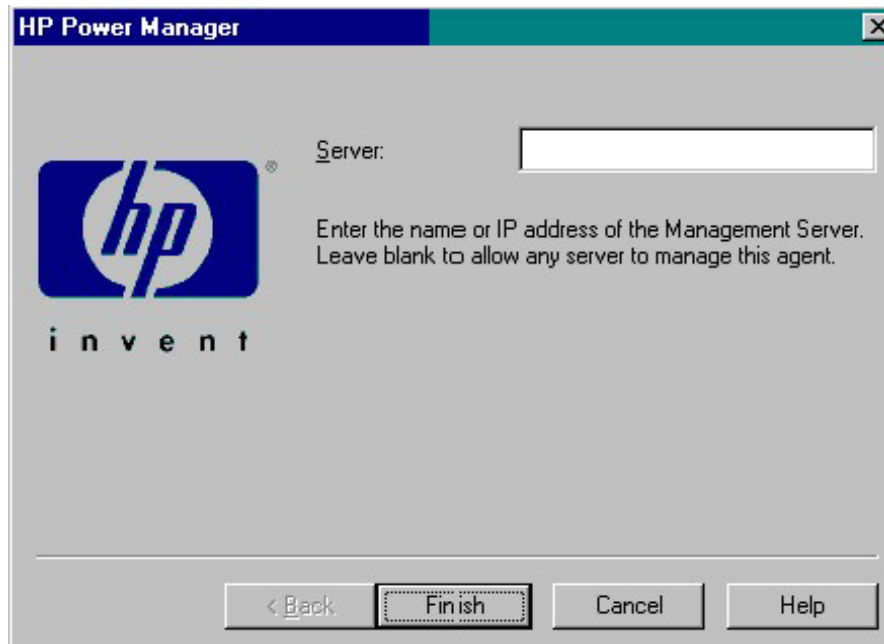 HP Power Manager
Server:
hp
®
Enter the name or IP address of the Management Server.
Leave blank to allow any server to manage this agent.
invent
< Back
Finish
Cancel
Help